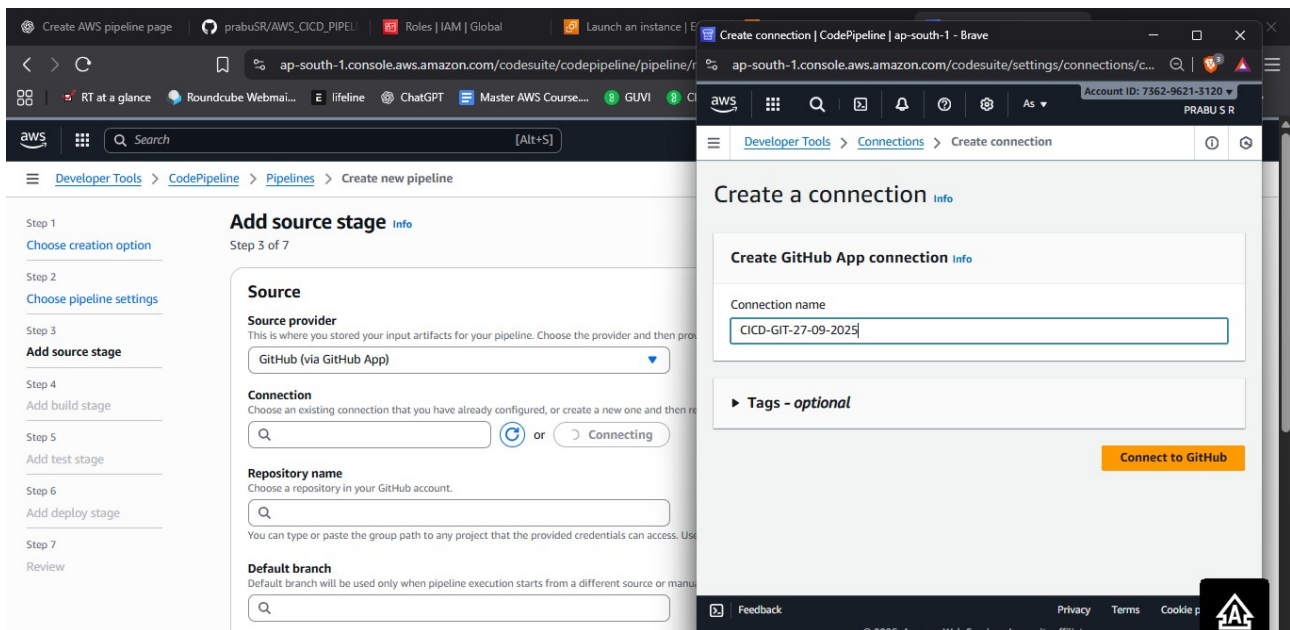 Create AWS pipeline page
prabuSR/AWS_CICD_PIPEL
Roles | IAM | Global
Launch an instance | E
ap-south-1.console.aws.amazon.com/codesuite/codepipeline/pipeline/
RT at a glance
Roundcube Webmai...
lifeline
ChatGPT
Master AWS Course....
GUVI
aws
Search
[Alt+S]
Developer Tools > CodePipeline > Pipelines > Create new pipeline
Step 1
Choose creation option
Step 2
Choose pipeline settings
Step 3
Add source stage
Step 4
Add build stage
Step 5
Add test stage
Step 6
Add deploy stage
Step 7
Review
Add source stage Info
Step 3 of 7
Source
Source provider
This is where you stored your input artifacts for your pipeline. Choose the provider and then
GitHub (via GitHub App)
Connection
Choose an existing connection that you have already configured, or create a new one and then
or
Connecting
Repository name
Choose a repository in your GitHub account.
You can type or paste the group path to any project that the provided credentials can access.
Default branch
Default branch will be used only when pipeline execution starts from a different source or
Create connection | CodePipeline | ap-south-1 - Brave
ap-south-1.console.aws.amazon.com/codesuite/settings/connections/c...
aws
As
Account ID: 7362-9621-3120
PRABU S R
Developer Tools > Connections > Create connection
Create a connection Info
Create GitHub App connection Info
Connection name
CICD-GIT-27-09-2025
Tags - optional
Connect to GitHub
Feedback
Privacy
Terms
Cookie